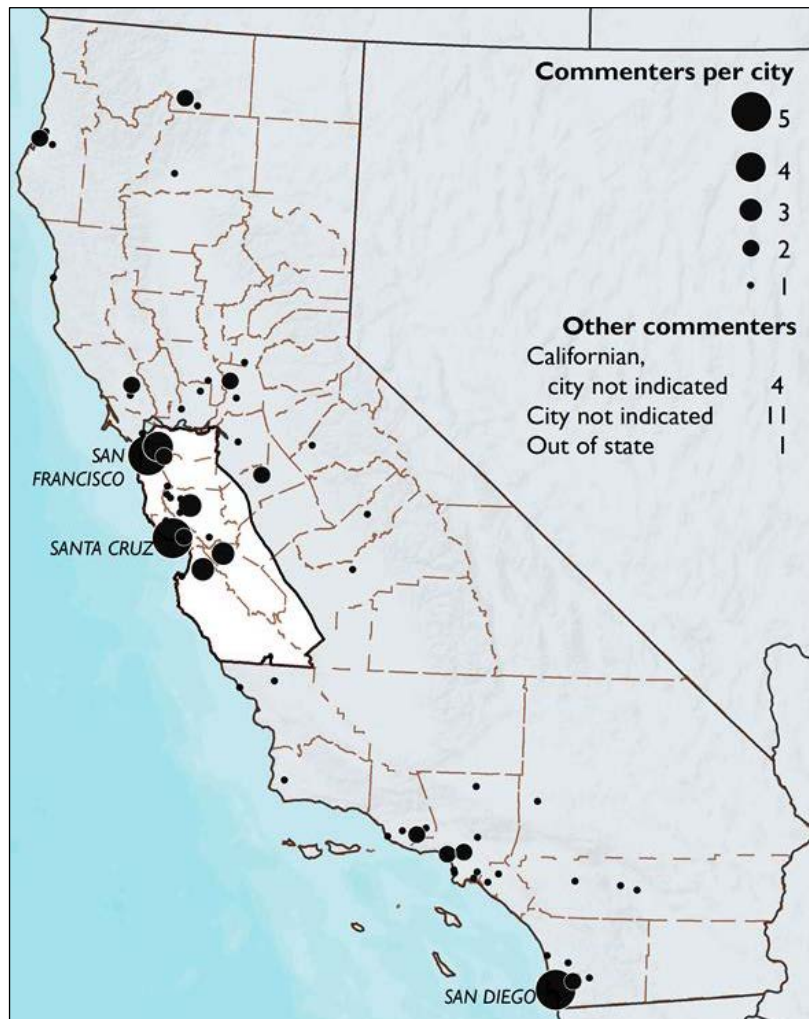 Commenters per city
5
4
3
2
1
Other commenters
Californian,
city not indicated 4
City not indicated 11
Out of state 1
SAN
FRANCISCO
SANTA CRUZ
SAN DIEGO